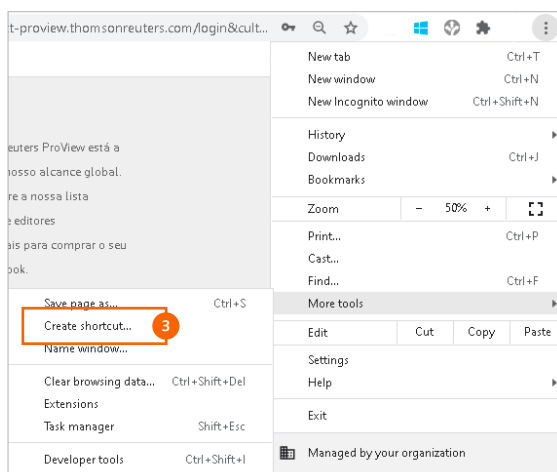 t-proview.thomsonreuters.com/login&cult...
New tab Ctrl+T
New window Ctrl+N
New Incognito window Ctrl+Shift+N
History
Downloads Ctrl+J
Bookmarks
Zoom - 50% +
Print... Ctrl+P
Cast...
Find... Ctrl+F
More tools
Edit Cut Copy Paste
Settings
Help
Exit
Managed by your organization
euters ProView está a
nosso alcance global.
re a nossa lista
e editores
ais para comprar o seu
ook.
Save page as... Ctrl+S
Create shortcut... 3
Name window...
Clear browsing data... Ctrl+Shift+Del
Extensions
Task manager Shift+Esc
Developer tools Ctrl+Shift+I